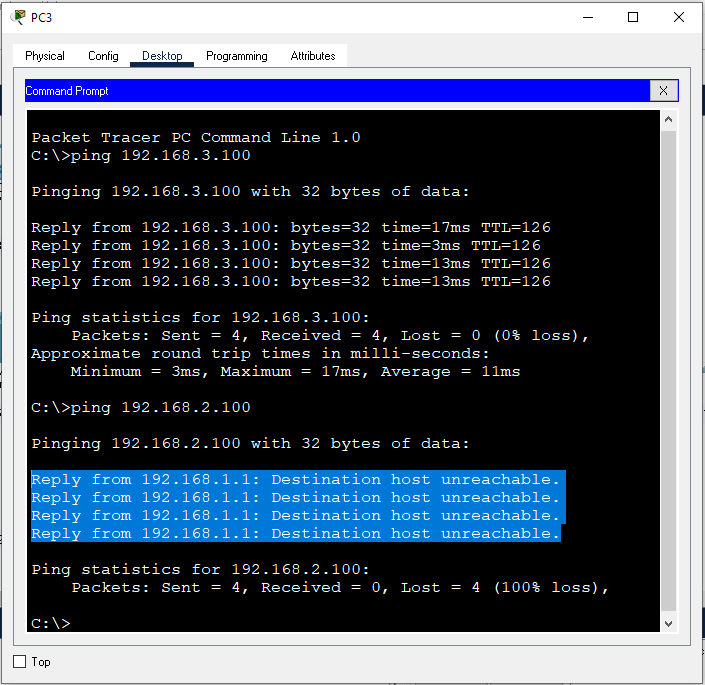 PC3
Physical Config Desktop Programming Attributes
Command Prompt X
Packet Tracer PC Command Line 1.0
C:\>ping 192.168.3.100
Pinging 192.168.3.100 with 32 bytes of data:
Reply from 192.168.3.100: bytes=32 time=17ms TTL=126
Reply from 192.168.3.100: bytes=32 time=3ms TTL=126
Reply from 192.168.3.100: bytes=32 time=13ms TTL=126
Reply from 192.168.3.100: bytes=32 time=13ms TTL=126
Ping statistics for 192.168.3.100:
Packets: Sent = 4, Received = 4, Lost = 0 (0% loss),
Approximate round trip times in milli-seconds:
Minimum = 3ms, Maximum = 17ms, Average = 11ms
C:\>ping 192.168.2.100
Pinging 192.168.2.100 with 32 bytes of data:
Reply from 192.168.1.1: Destination host unreachable.
Reply from 192.168.1.1: Destination host unreachable.
Reply from 192.168.1.1: Destination host unreachable.
Reply from 192.168.1.1: Destination host unreachable.
Ping statistics for 192.168.2.100:
Packets: Sent = 4, Received = 0, Lost = 4 (100% loss),
C:\>
Top